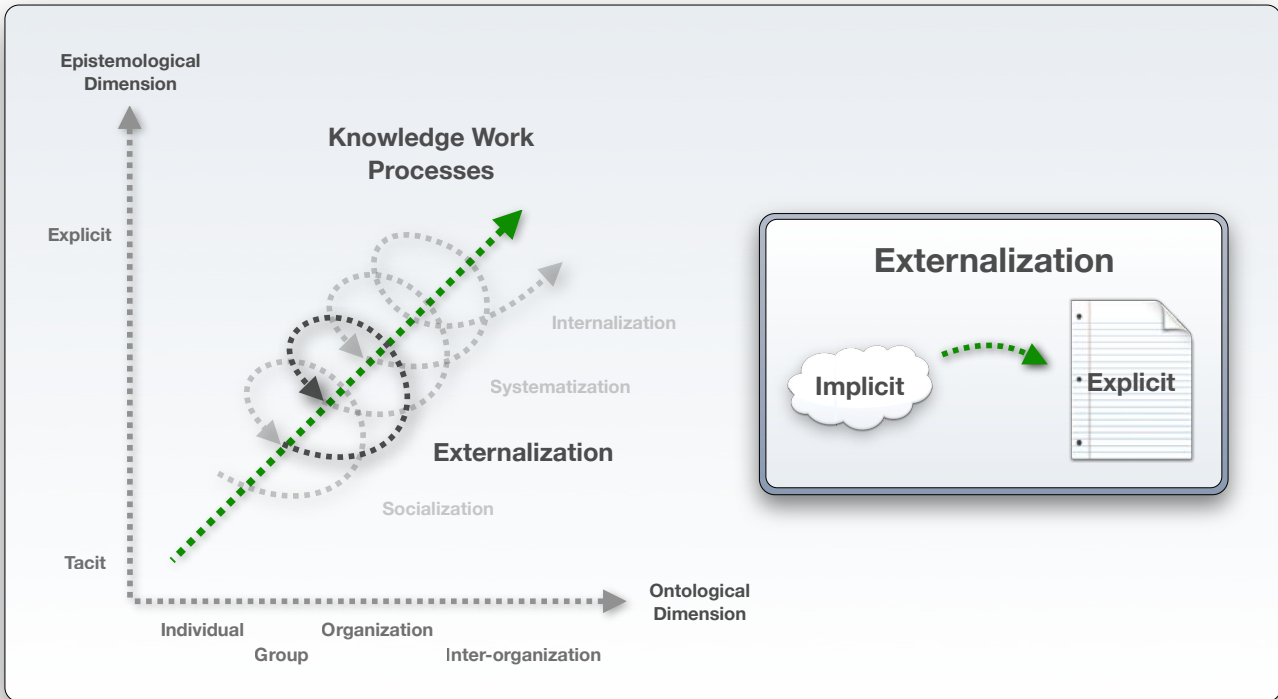 Epistemological
Dimension
Knowledge Work
Processes
Explicit
Externalization
Internalization
Implicit
Explicit
Systematization
Externalization
Socialization
Tacit
Ontological
Dimension
Individual
Organization
Group
Inter-organization